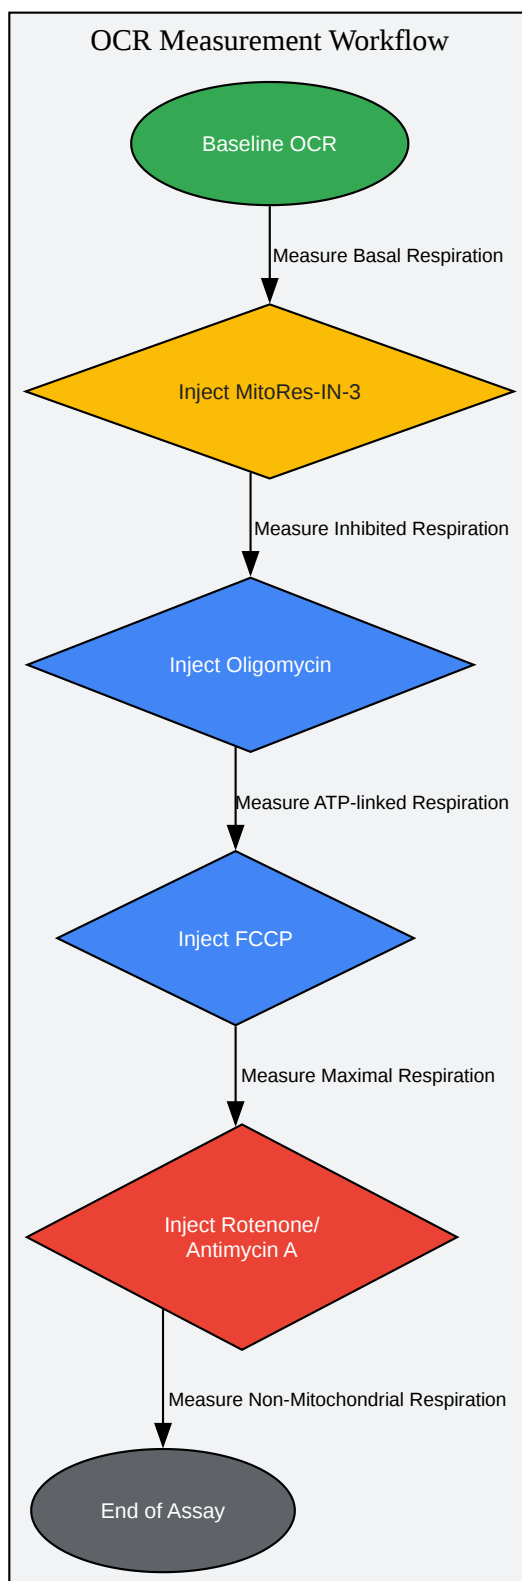 OCR Measurement Workflow
Baseline OCR
Measure Basal Respiration
Inject MitoRes-IN-3
Measure Inhibited Respiration
Inject Oligomycin
Measure ATP-linked Respiration
Inject FCCP
Measure Maximal Respiration
Inject Rotenone/
Antimycin A
Measure Non-Mitochondrial Respiration
End of Assay